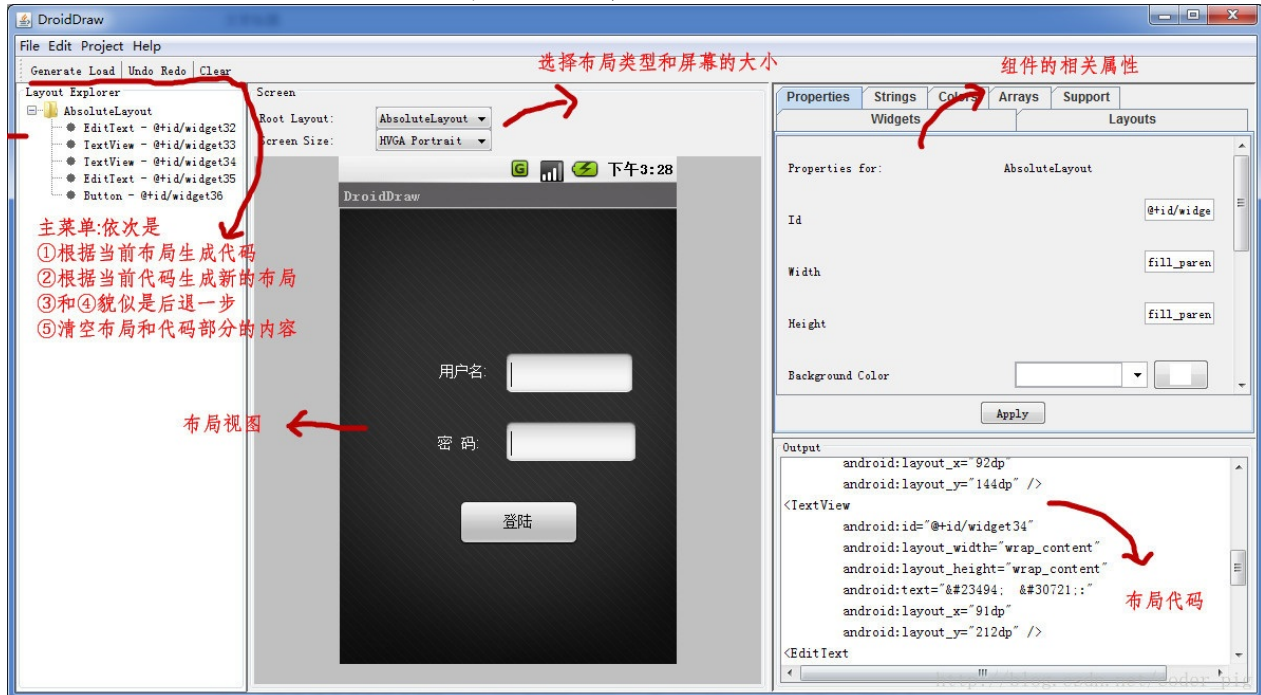 DroidDraw
File Edit Project Help
Generate Load Undo Redo Clear
Layout Explorer
AbsoluteLayout
EditText - @+id/widget32
TextView - @+id/widget33
TextView - @+id/widget34
EditText - @+id/widget35
Button - @+id/widget36
主菜单:依次是
①根据当前布局生成代码
②根据当前代码生成新的布局
③和④貌似是后退一步
⑤清空布局和代码部分的内容
布局视图
选择布局类型和屏幕的大小
Screen
Root Layout: AbsoluteLayout
Screen Size: HVGA Portrait
下午3:28
DroidDraw
用户名:
密 码:
登陆
组件的相关属性
Properties Strings Colors Arrays Support
Widgets Layouts
Properties for: AbsoluteLayout
Id @+id/widge
Width fill_paren
Height fill_paren
Background Color
Apply
Output
android:layout_x="92dp"
android:layout_y="144dp" />
<TextView
android:id="@+id/widget34"
android:layout_width="wrap_content"
android:layout_height="wrap_content"
android:text="&#23494; &#30721;:"
android:layout_x="91dp"
android:layout_y="212dp" />
<EditText
布局代码
http://blog.csdn.net/coder_pig